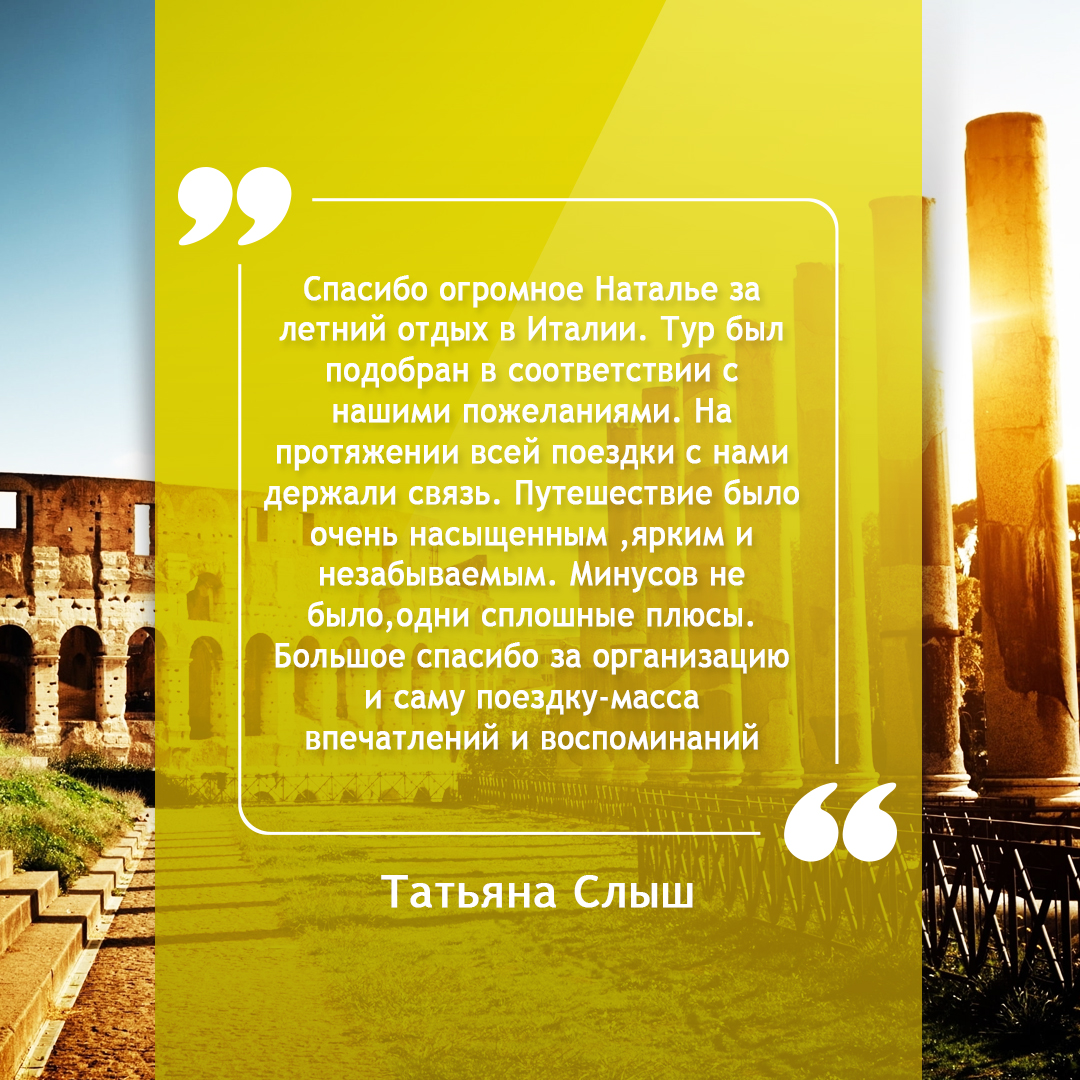 Спасибо огромное Наталье за
летний отдых в Италии. Тур был
подобран в соответствии с
нашими пожеланиями. На
протяжении всей поездки с нами
держали связь. Путешествие было
очень насыщенным ,ярким и
незабываемым. Минусов не
было,одни сплошные плюсы.
Большое спасибо за организацию
и саму поездку-масса
впечатлений и воспоминаний
Татьяна Слыш